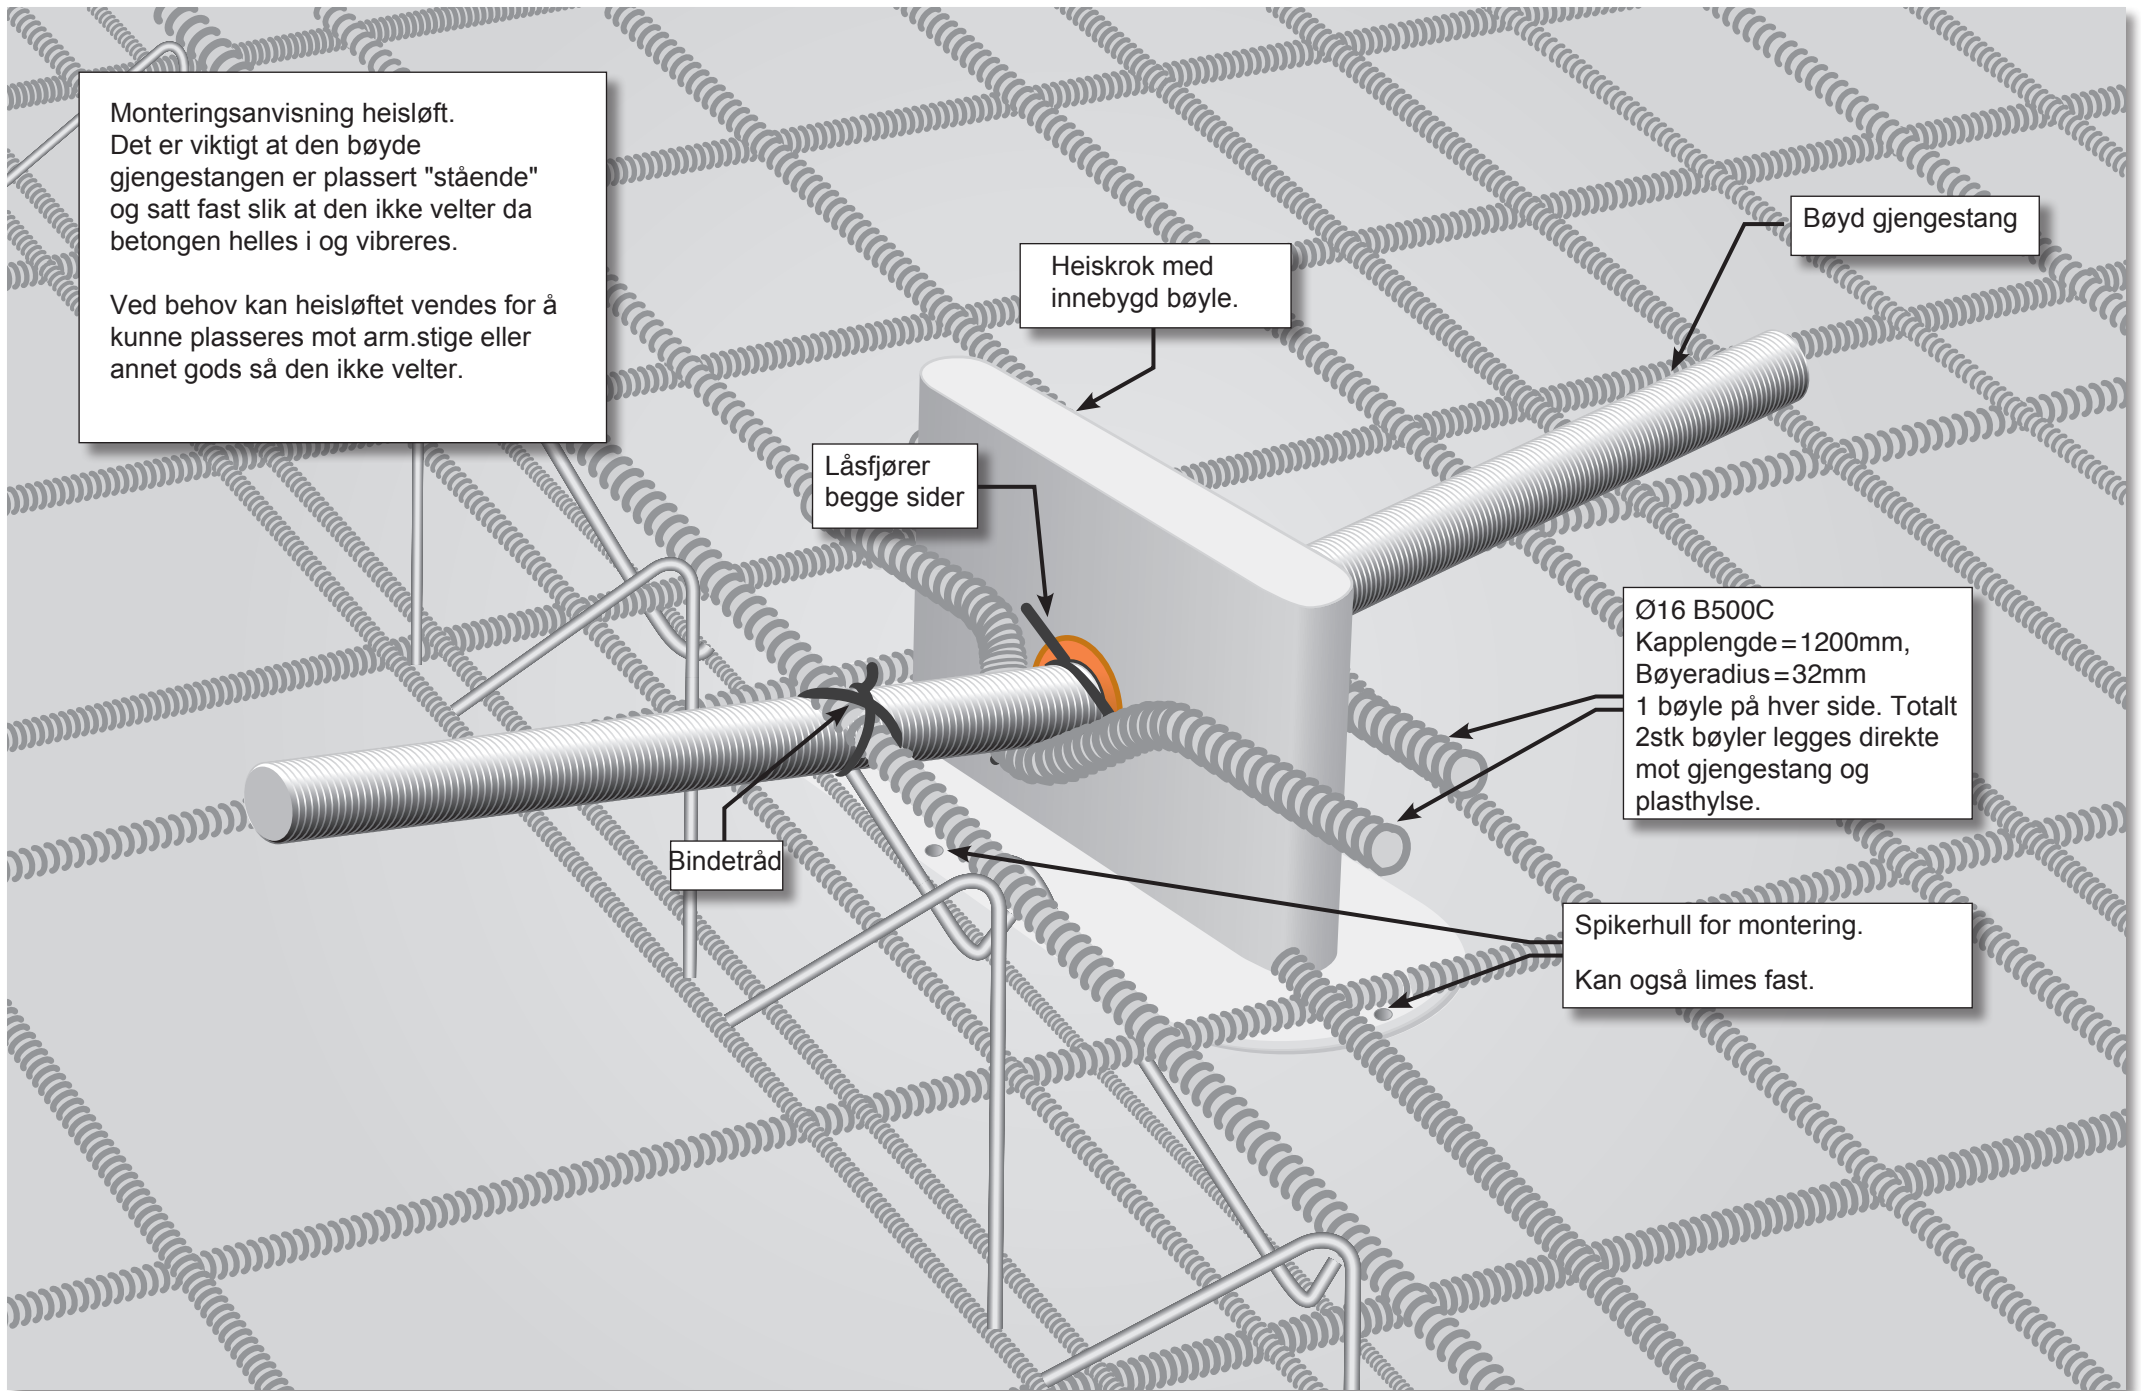 Monteringsanvisning heisløft.
Det er viktigt at den bøyde
gjengestangen er plassert "stående"
og satt fast slik at den ikke velter da
betongen helles i og vibreres.
Ved behov kan heisløftet vendes for å
kunne plasseres mot arm.stige eller
annet gods så den ikke velter.
Bøyd gjengestang
Heiskrok med
innebygd bøyle.
Låsfjører
begge sider
Ø16 B500C
Kapplengde=1200mm,
Bøyeradius=32mm
1 bøyle på hver side. Totalt
2stk bøyler legges direkte
mot gjengestang og
plasthylse.
Bindetråd
Spikerhull for montering.
Kan også limes fast.